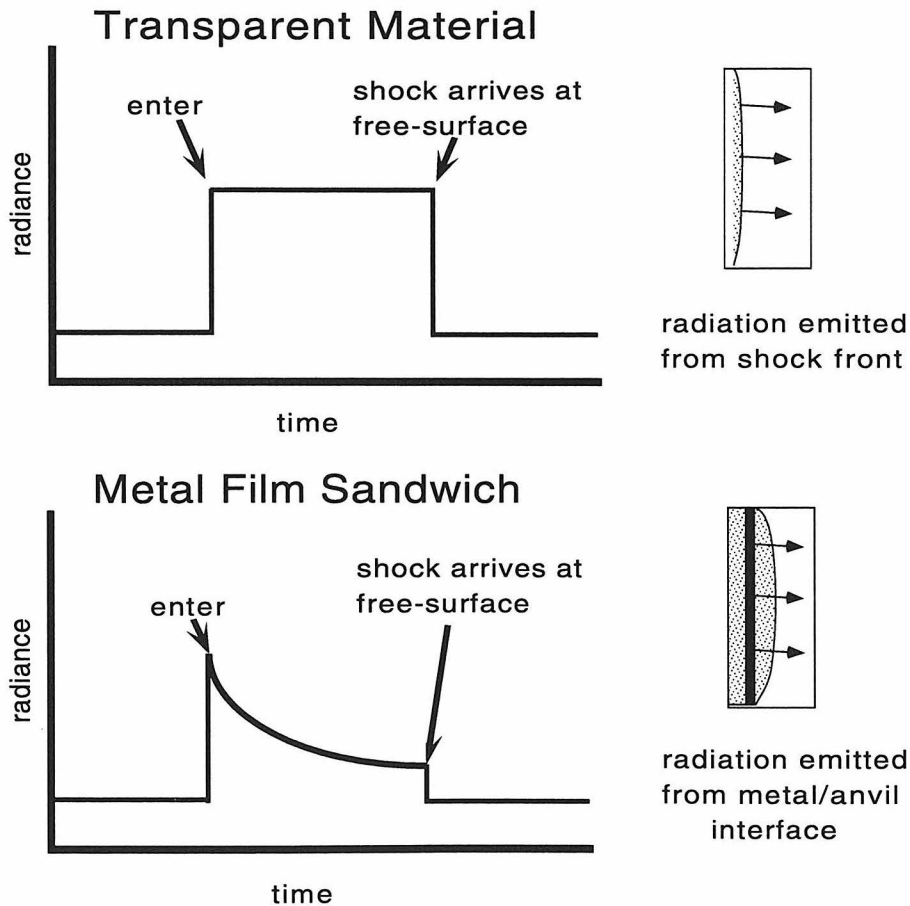 Transparent Material
enter
shock arrives at
free-surface
radiance
time
radiation emitted
from shock front
Metal Film Sandwich
enter
shock arrives at
free-surface
radiance
time
radiation emitted
from metal/anvil
interface